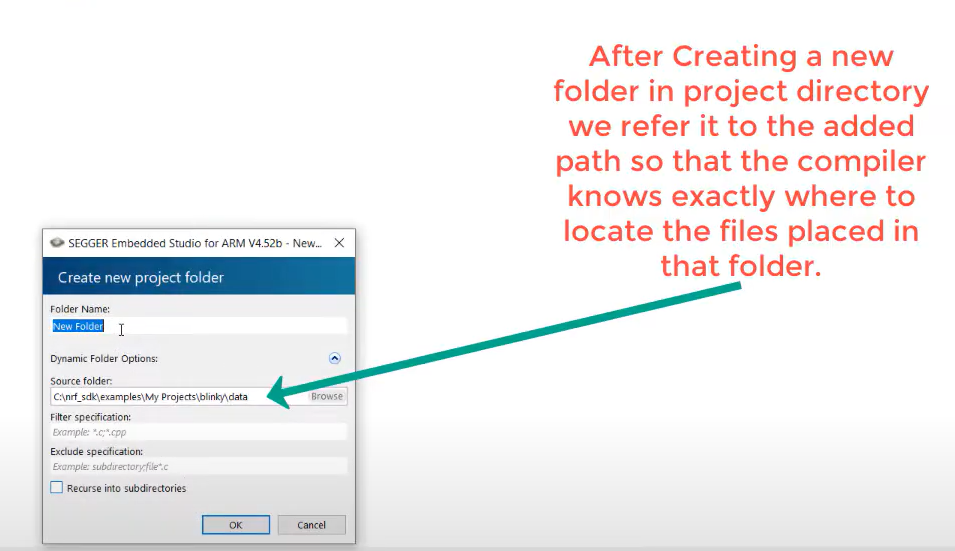 After Creating a new
folder in project directory
we refer it to the added
path so that the compiler
knows exactly where to
locate the files placed in
that folder.
SEGGER Embedded Studio for ARM V4.52b - New...
Create new project folder
Folder Name:
New Folder
Dynamic Folder Options:
Source folder:
C:\nrf_sdk\examples\My Projects\blinky\data
Browse
Filter specification:
Example: *.c;*.cpp
Exclude specification:
Example: subdirectory;file*.c
Recurse into subdirectories
OK Cancel